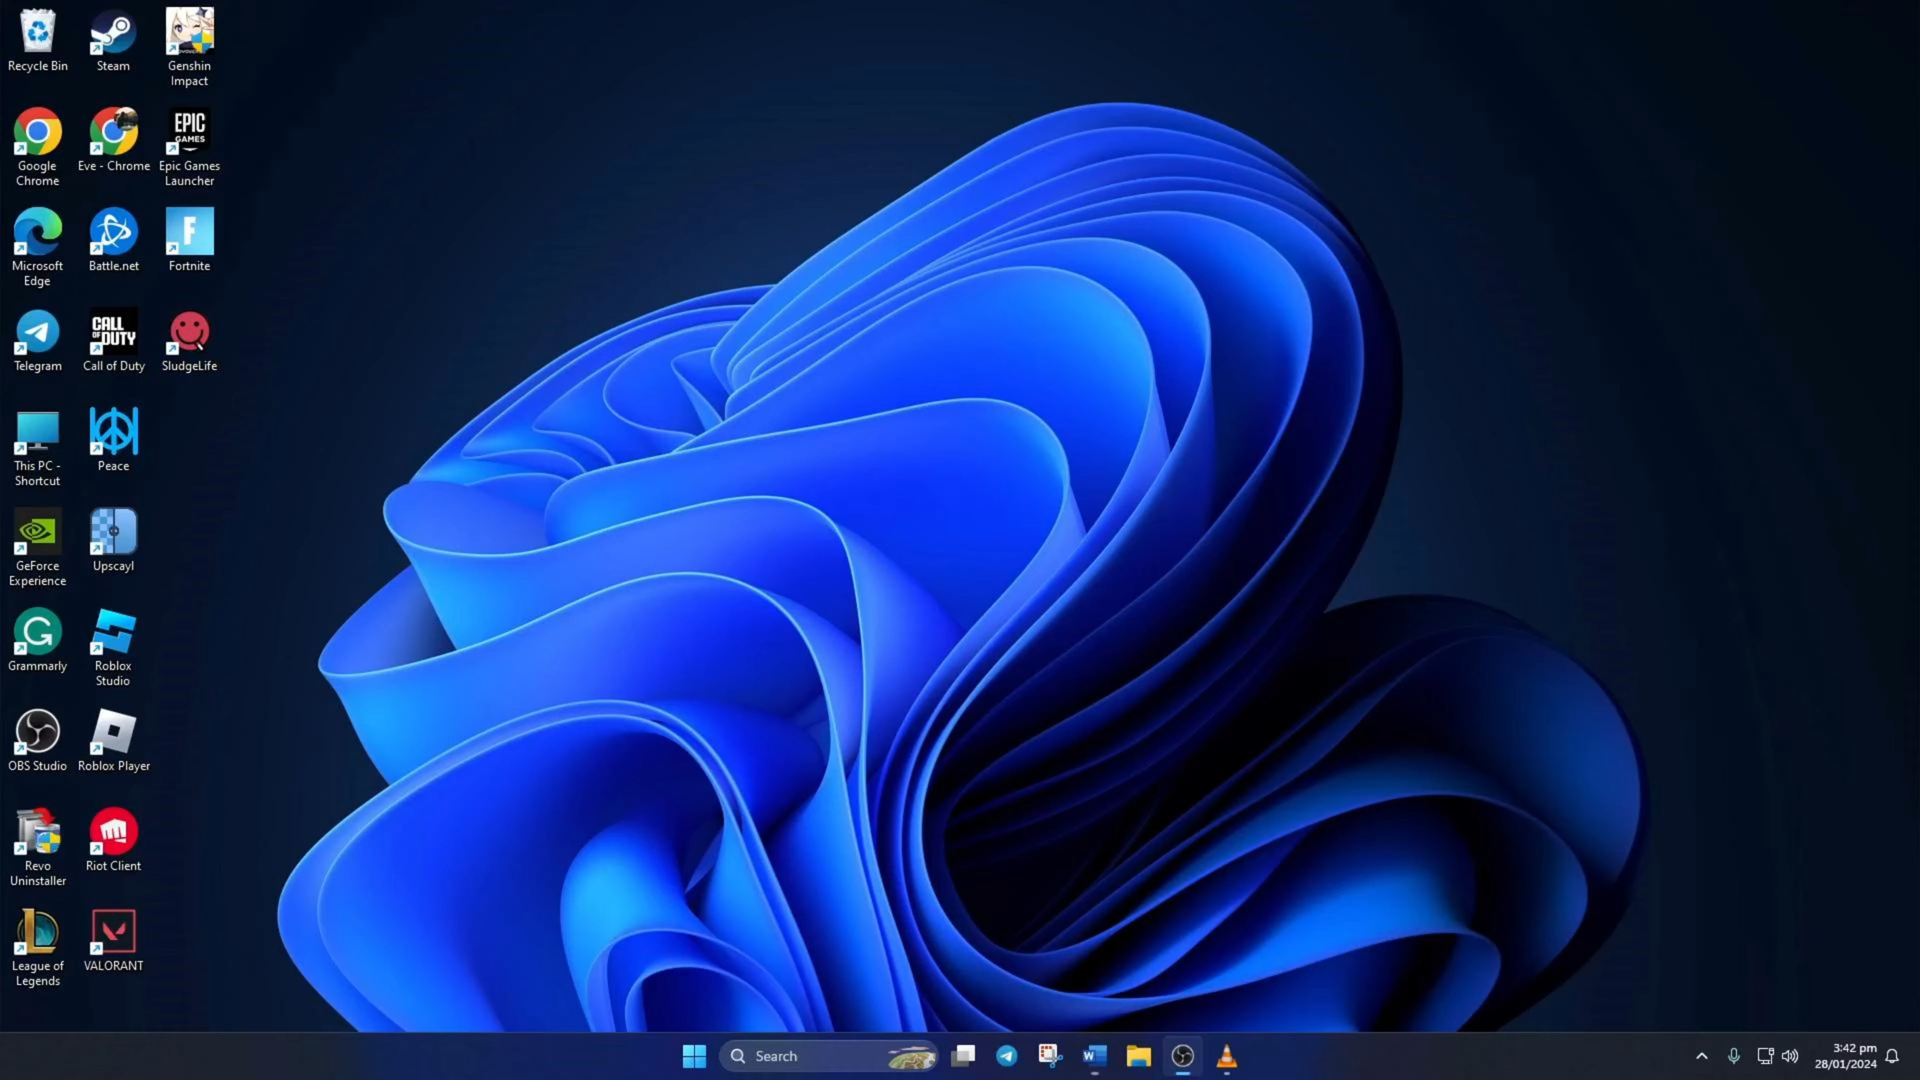 Recycle Bin
Steam
Genshin
Impact
Google
Chrome
Eve - Chrome
EPIC
GAMES
Epic Games
Launcher
Microsoft
Edge
Battle.net
F
Fortnite
Telegram
CALL
OF DUTY
Call of Duty
SludgeLife
This PC -
Shortcut
Peace
GeForce
Experience
Upscayl
Grammarly
Roblox
Studio
OBS Studio
Roblox Player
Revo
Uninstaller
Riot Client
League of
Legends
VALORANT
Search
3:42 pm
28/01/2024